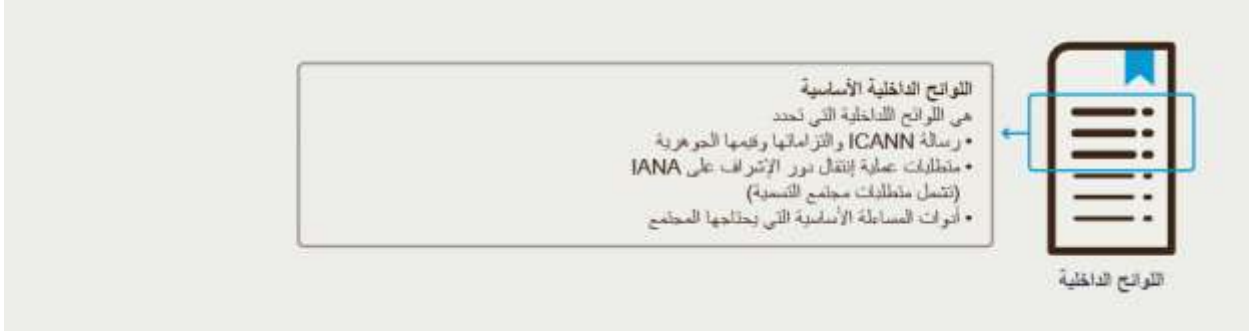 اللوائح الداخلية الأساسية
هي اللوائح اللداخلية التي تحدد
• رسالة ICANN والتزاماتها وقيمها الجوهرية
• متطلبات عملية إنتقال دور الإشراف على IANA
(تشمل متطلبات مجتمع التسمية)
• أدوات المساءلة الأساسية التي يحتاجها المجتمع
اللوائح الداخلية